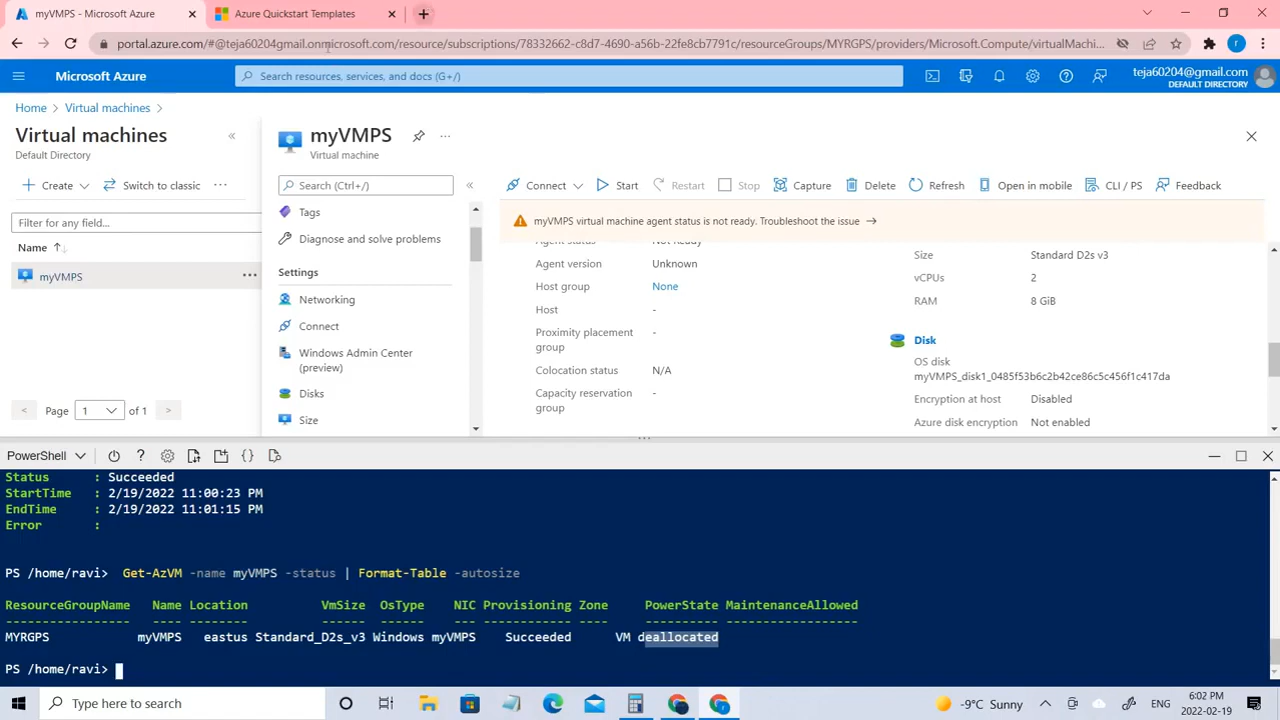 myVMPS - Microsoft Azure
Azure Quickstart Templates
portal.azure.com/#@teja60204gmail.onmicrosoft.com/resource/subscriptions/78332662-c8d7-4690-a56b-22fe8cb7791c/resourceGroups/MYRGPS/providers/Microsoft.Compute/virtualMachi...
r
Microsoft Azure
Search resources, services, and docs (G+/)
teja60204@gmail.com
DEFAULT DIRECTORY
Home > Virtual machines >
Virtual machines
Default Directory
Create
Switch to classic
...
Filter for any field...
Name
myVMPS
...
< Page 1 of 1 >
myVMPS
...
Virtual machine
Search (Ctrl+/)
Tags
Diagnose and solve problems
Settings
Networking
Connect
Windows Admin Center
(preview)
Disks
Size
Connect Start Restart Stop Capture Delete Refresh Open in mobile CLI / PS Feedback
myVMPS virtual machine agent status is not ready. Troubleshoot the issue →
Agent status Not Ready
Agent version Unknown
Host group None
Host -
Proximity placement -
group
Colocation status N/A
Capacity reservation -
group
Size Standard D2s v3
vCPUs 2
RAM 8 GiB
Disk
OS disk
myVMPS_disk1_0485f53b6c2b42ce86c5c456f1c417da
Encryption at host Disabled
Azure disk encryption Not enabled
PowerShell ? {}
Status : Succeeded
StartTime : 2/19/2022 11:00:23 PM
EndTime : 2/19/2022 11:01:15 PM
Error :
PS /home/ravi> Get-AzVM -name myVMPS -status | Format-Table -autosize
ResourceGroupName Name Location VmSize OsType NIC Provisioning Zone PowerState MaintenanceAllowed
----------------- ---- -------- ------ ------ --- ------------ ---- ---------- ------------------
MYRGPS myVMPS eastus Standard_D2s_v3 Windows myVMPS Succeeded VM deallocated
PS /home/ravi>
Type here to search
-9°C Sunny
ENG
6:02 PM
2022-02-19